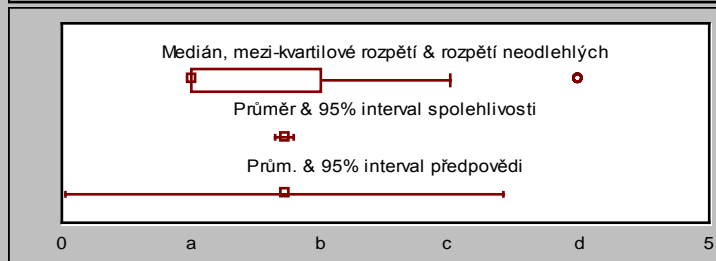 Medián, mezi-kvartilové rozpětí & rozpětí neodlehlých
Průměr & 95% interval spolehlivosti
Prům. & 95% interval předpovědi
0 a b c d 5